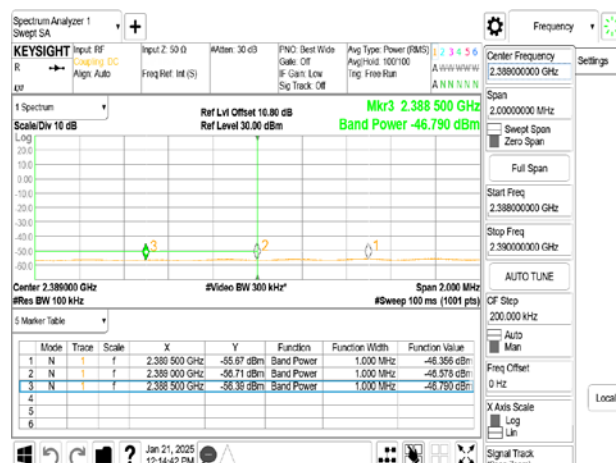 Spectrum Analyzer 1
Swept SA
+
Frequency
KEYSIGHT
R
Input: RF
Coupling: DC
Align: Auto
Input Z: 50 Ω
Freq Ref: Int (S)
#Atten: 30 dB
PNO: Best Wide
Gate: Off
IF Gain: Low
Sig Track: Off
Avg Type: Power (RMS)
Avg|Hold: 100/100
Trig: Free Run
1 2 3 4 5 6
A W W W W W
A N N N N N
Center Frequency
2.389000000 GHz
Settings
Span
2.00000000 MHz
Swept Span
Zero Span
Full Span
Start Freq
2.388000000 GHz
Stop Freq
2.390000000 GHz
AUTO TUNE
CF Step
200.000 kHz
Auto
Man
Freq Offset
0 Hz
X Axis Scale
Log
Lin
Signal Track
Local
1 Spectrum
Scale/Div 10 dB
Ref Lvl Offset 10.80 dB
Ref Level 30.00 dBm
Mkr3 2.388 500 GHz
Band Power -46.790 dBm
Log
20.0
10.0
0.00
-10.0
-20.0
-30.0
-40.0
-50.0
-60.0
3
2
1
Center 2.389000 GHz
#Res BW 100 kHz
#Video BW 300 kHz*
Span 2.000 MHz
#Sweep 100 ms (1001 pts)
5 Marker Table
Mode Trace Scale X Y Function Function Width Function Value
1 N 1 f 2.389 500 GHz -55.67 dBm Band Power 1.000 MHz -46.356 dBm
2 N 1 f 2.389 000 GHz -56.71 dBm Band Power 1.000 MHz -46.578 dBm
3 N 1 f 2.388 500 GHz -56.39 dBm Band Power 1.000 MHz -46.790 dBm
4
5
6
?
Jan 21, 2025
12:14:42 PM